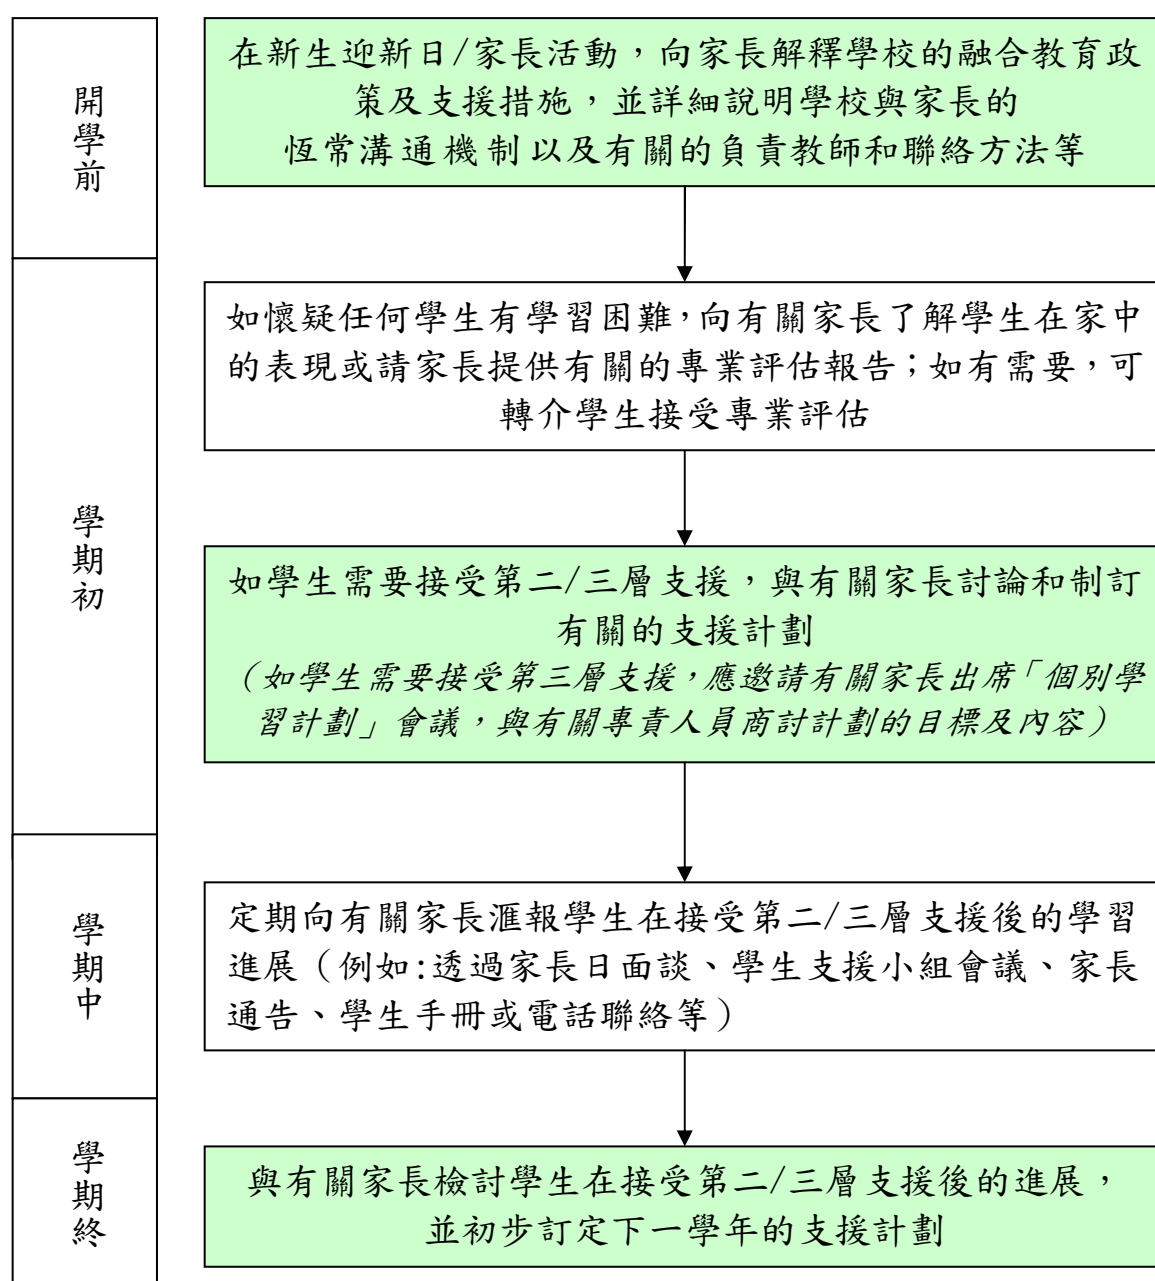 開學前
在新生迎新日/家長活動，向家長解釋學校的融合教育政
策及支援措施，並詳細說明學校與家長的
恆常溝通機制以及有關的負責教師和聯絡方法等
學期初
如懷疑任何學生有學習困難，向有關家長了解學生在家中
的表現或請家長提供有關的專業評估報告；如有需要，可
轉介學生接受專業評估
如學生需要接受第二/三層支援，與有關家長討論和制訂
有關的支援計劃
（如學生需要接受第三層支援，應邀請有關家長出席「個別學
習計劃」會議，與有關專責人員商討計劃的目標及內容）
學期中
定期向有關家長滙報學生在接受第二/三層支援後的學習
進展（例如:透過家長日面談、學生支援小組會議、家長
通告、學生手冊或電話聯絡等）
學期終
與有關家長檢討學生在接受第二/三層支援後的進展，
並初步訂定下一學年的支援計劃